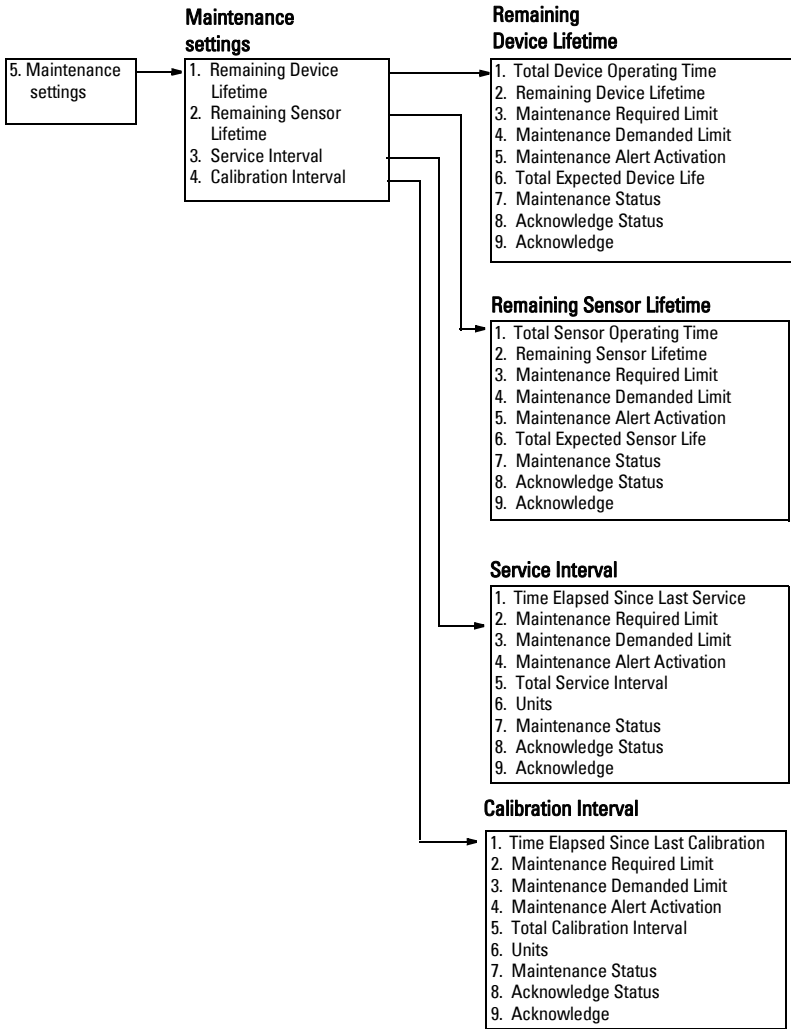 5. Maintenance
settings
Maintenance
settings
1. Remaining Device
Lifetime
2. Remaining Sensor
Lifetime
3. Service Interval
4. Calibration Interval
Remaining
Device Lifetime
1. Total Device Operating Time
2. Remaining Device Lifetime
3. Maintenance Required Limit
4. Maintenance Demanded Limit
5. Maintenance Alert Activation
6. Total Expected Device Life
7. Maintenance Status
8. Acknowledge Status
9. Acknowledge
Remaining Sensor Lifetime
1. Total Sensor Operating Time
2. Remaining Sensor Lifetime
3. Maintenance Required Limit
4. Maintenance Demanded Limit
5. Maintenance Alert Activation
6. Total Expected Sensor Life
7. Maintenance Status
8. Acknowledge Status
9. Acknowledge
Service Interval
1. Time Elapsed Since Last Service
2. Maintenance Required Limit
3. Maintenance Demanded Limit
4. Maintenance Alert Activation
5. Total Service Interval
6. Units
7. Maintenance Status
8. Acknowledge Status
9. Acknowledge
Calibration Interval
1. Time Elapsed Since Last Calibration
2. Maintenance Required Limit
3. Maintenance Demanded Limit
4. Maintenance Alert Activation
5. Total Calibration Interval
6. Units
7. Maintenance Status
8. Acknowledge Status
9. Acknowledge